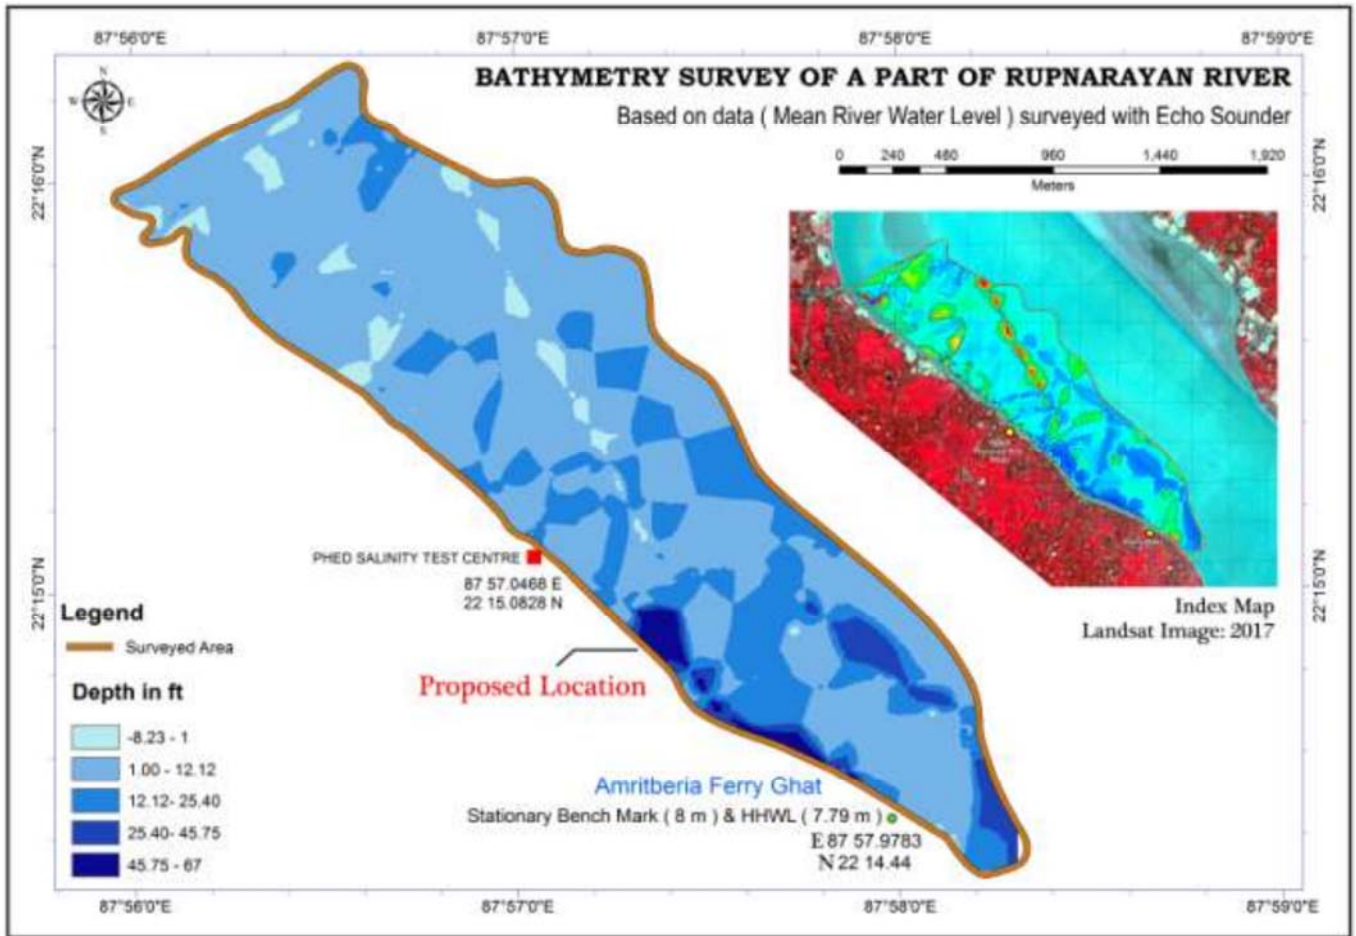 87°56'0"E 87°57'0"E 87°58'0"E 87°59'0"E
N
W E
S
BATHYMETRY SURVEY OF A PART OF RUPNARAYAN RIVER
Based on data ( Mean River Water Level ) surveyed with Echo Sounder
0 240 480 960 1,440 1,920
Meters
22°16'0"N
22°16'0"N
PHED SALINITY TEST CENTRE
87 57.0468 E
22 15.0828 N
22°15'0"N
22°15'0"N
Index Map
Landsat Image: 2017
Legend
Surveyed Area
Proposed Location
Depth in ft
-8.23 - 1
1.00 - 12.12
12.12- 25.40
25.40- 45.75
45.75 - 67
Amritberia Ferry Ghat
Stationary Bench Mark ( 8 m ) & HHWL ( 7.79 m )
E 87 57.9783
N 22 14.44
87°56'0"E 87°57'0"E 87°58'0"E 87°59'0"E